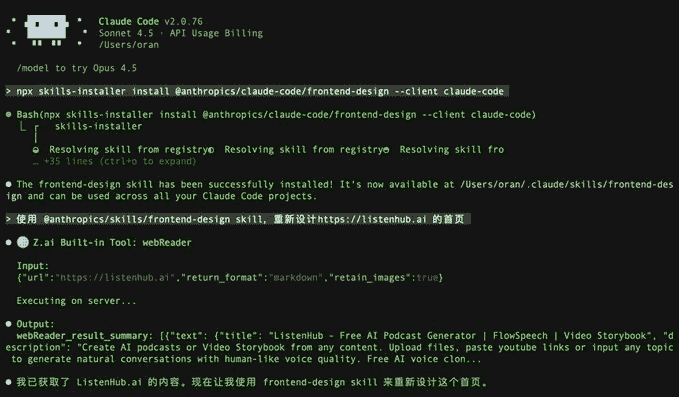 Claude Code v2.0.76
Sonnet 4.5 · API Usage Billing
/Users/oran
/model to try Opus 4.5
> npx skills-installer install @anthropics/claude-code/frontend-design --client claude-code
Bash(npx skills-installer install @anthropics/claude-code/frontend-design --client claude-code)
skills-installer
Resolving skill from registry Resolving skill from registry Resolving skill fro
… +35 lines (ctrl+o to expand)
The frontend-design skill has been successfully installed! It's now available at /Users/oran/.claude/skills/frontend-des
ign and can be used across all your Claude Code projects.
> 使用 @anthropics/skills/frontend-design skill, 重新设计https://listenhub.ai 的首页
Z.ai Built-in Tool: webReader
Input:
{"url":"https://listenhub.ai","return_format":"markdown","retain_images":true}
Executing on server...
Output:
webReader_result_summary: [{"text": {"title": "ListenHub - Free AI Podcast Generator | FlowSpeech | Video Storybook", "d
escription": "Create AI podcasts or Video Storybook from any content. Upload files, paste youtube links or input any topic
to generate natural conversations with human-like voice quality. Free AI voice clon...
我已获取了 ListenHub.ai 的内容。现在让我使用 frontend-design skill 来重新设计这个首页。